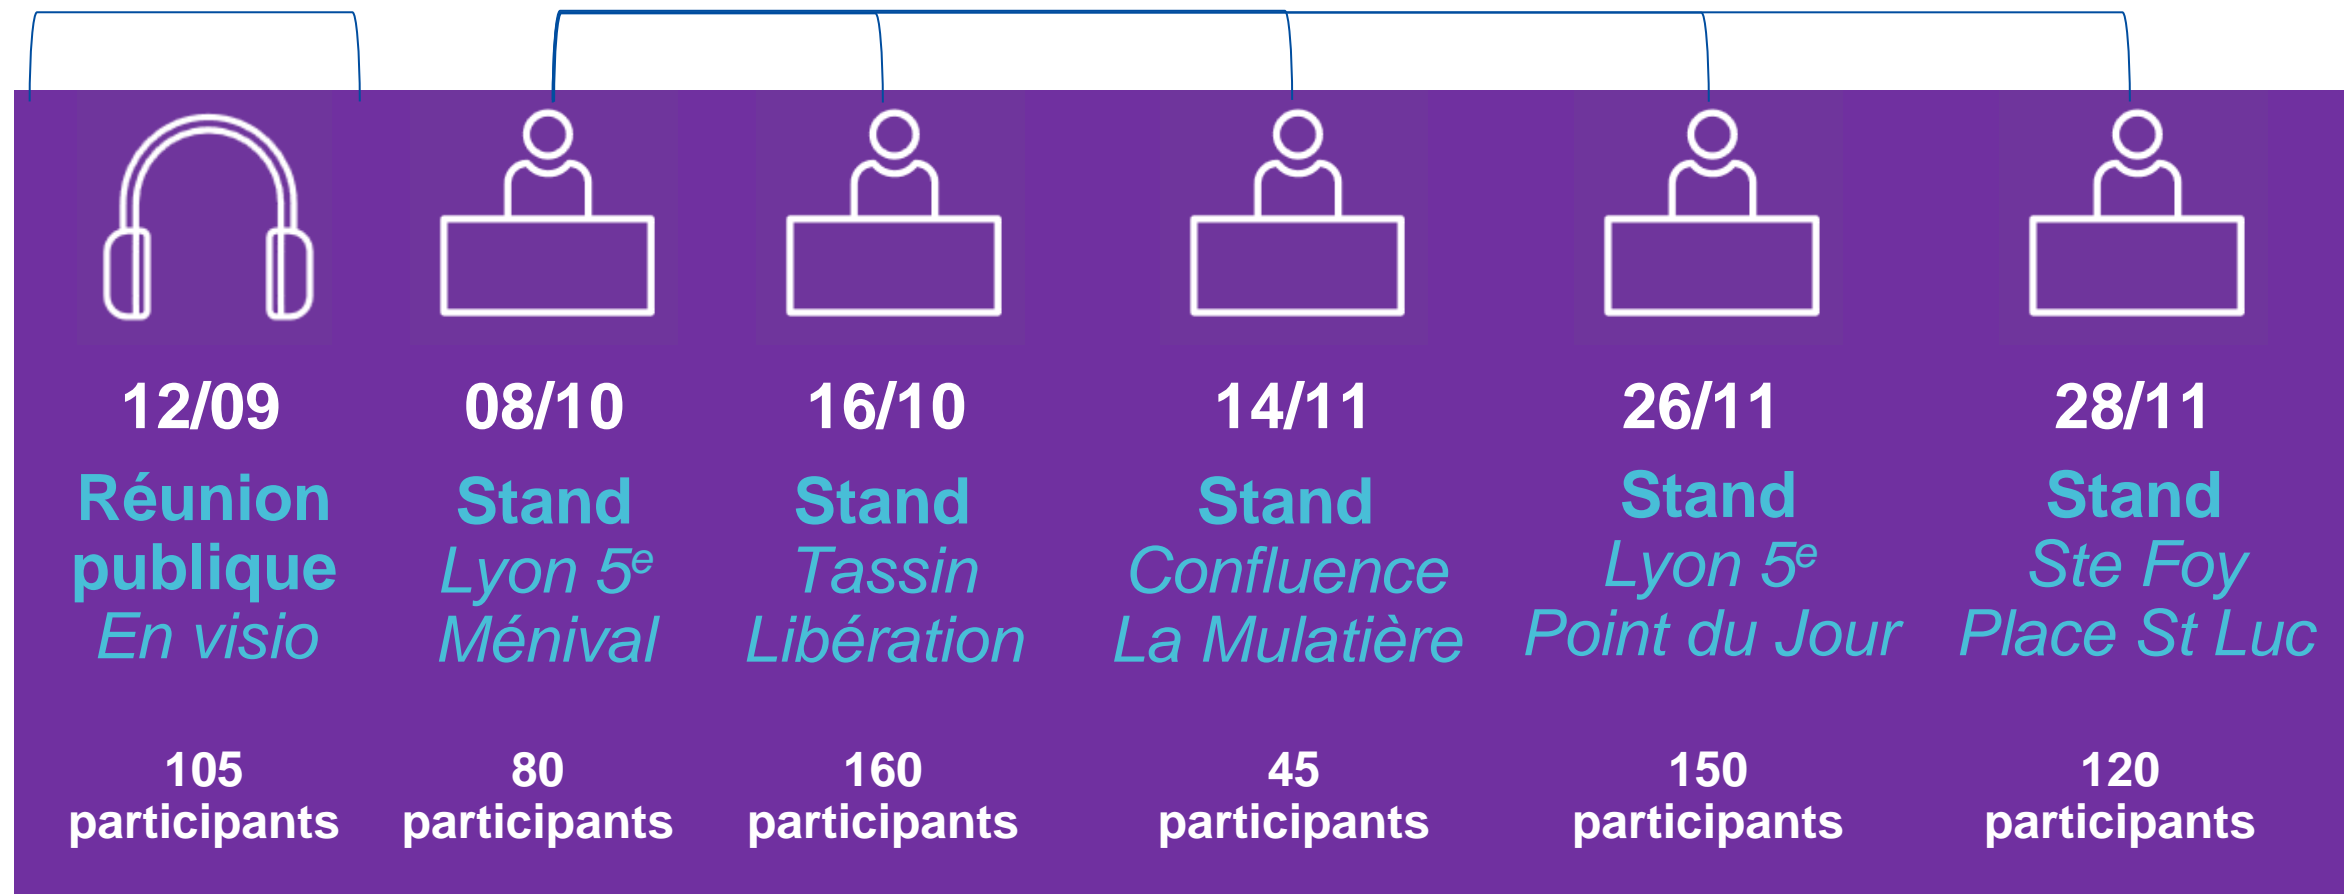 12/09
Réunion
publique
En visio
105
participants
08/10
Stand
Lyon 5e
Ménival
80
participants
16/10
Stand
Tassin
Libération
160
participants
14/11
Stand
Confluence
La Mulatière
45
participants
26/11
Stand
Lyon 5e
Point du Jour
150
participants
28/11
Stand
Ste Foy
Place St Luc
120
participants